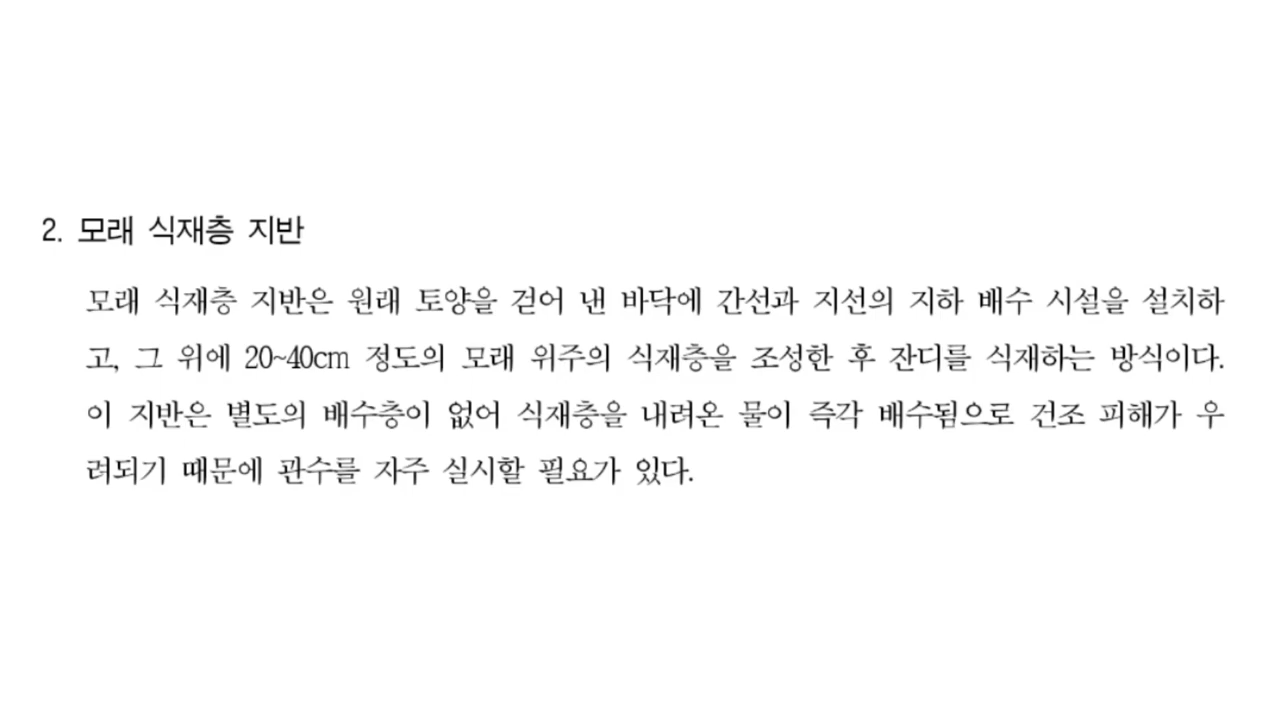 2. 모래 식재층 지반
모래 식재층 지반은 원래 토양을 걷어 낸 바닥에 간선과 지선의 지하 배수 시설을 설치하
고, 그 위에 20~40cm 정도의 모래 위주의 식재층을 조성한 후 잔디를 식재하는 방식이다.
이 지반은 별도의 배수층이 없어 식재층을 내려온 물이 즉각 배수됨으로 건조 피해가 우
려되기 때문에 관수를 자주 실시할 필요가 있다.